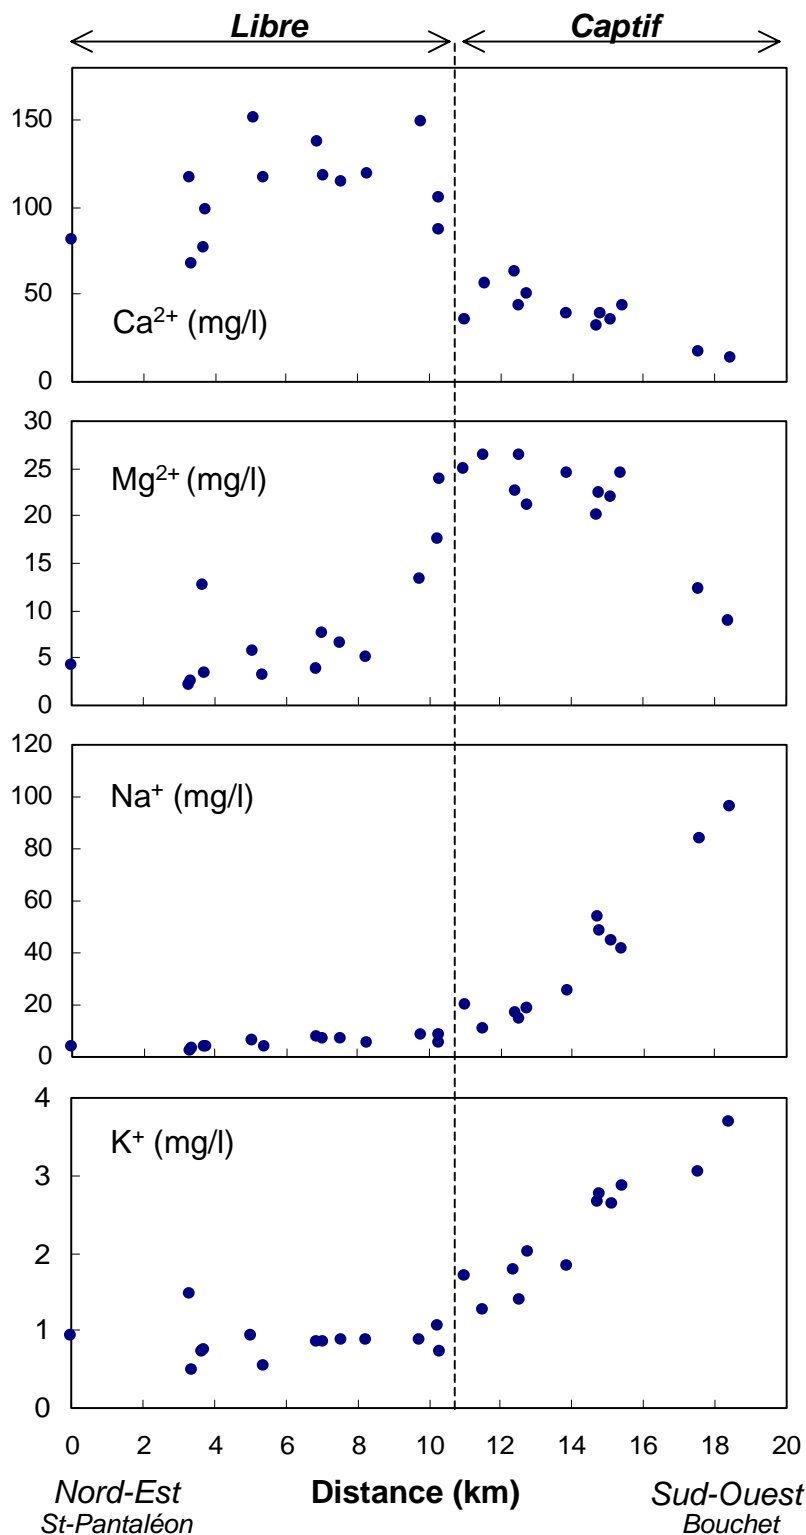 Libre Captif
150
100
50
0
Ca²⁺ (mg/l)
30
25
20
15
10
5
0
Mg²⁺ (mg/l)
120
100
80
60
40
20
0
Na⁺ (mg/l)
4
3
2
1
0
K⁺ (mg/l)
0 2 4 6 8 10 12 14 16 18 20
Nord-Est Distance (km) Sud-Ouest
St-Pantaléon Bouchet